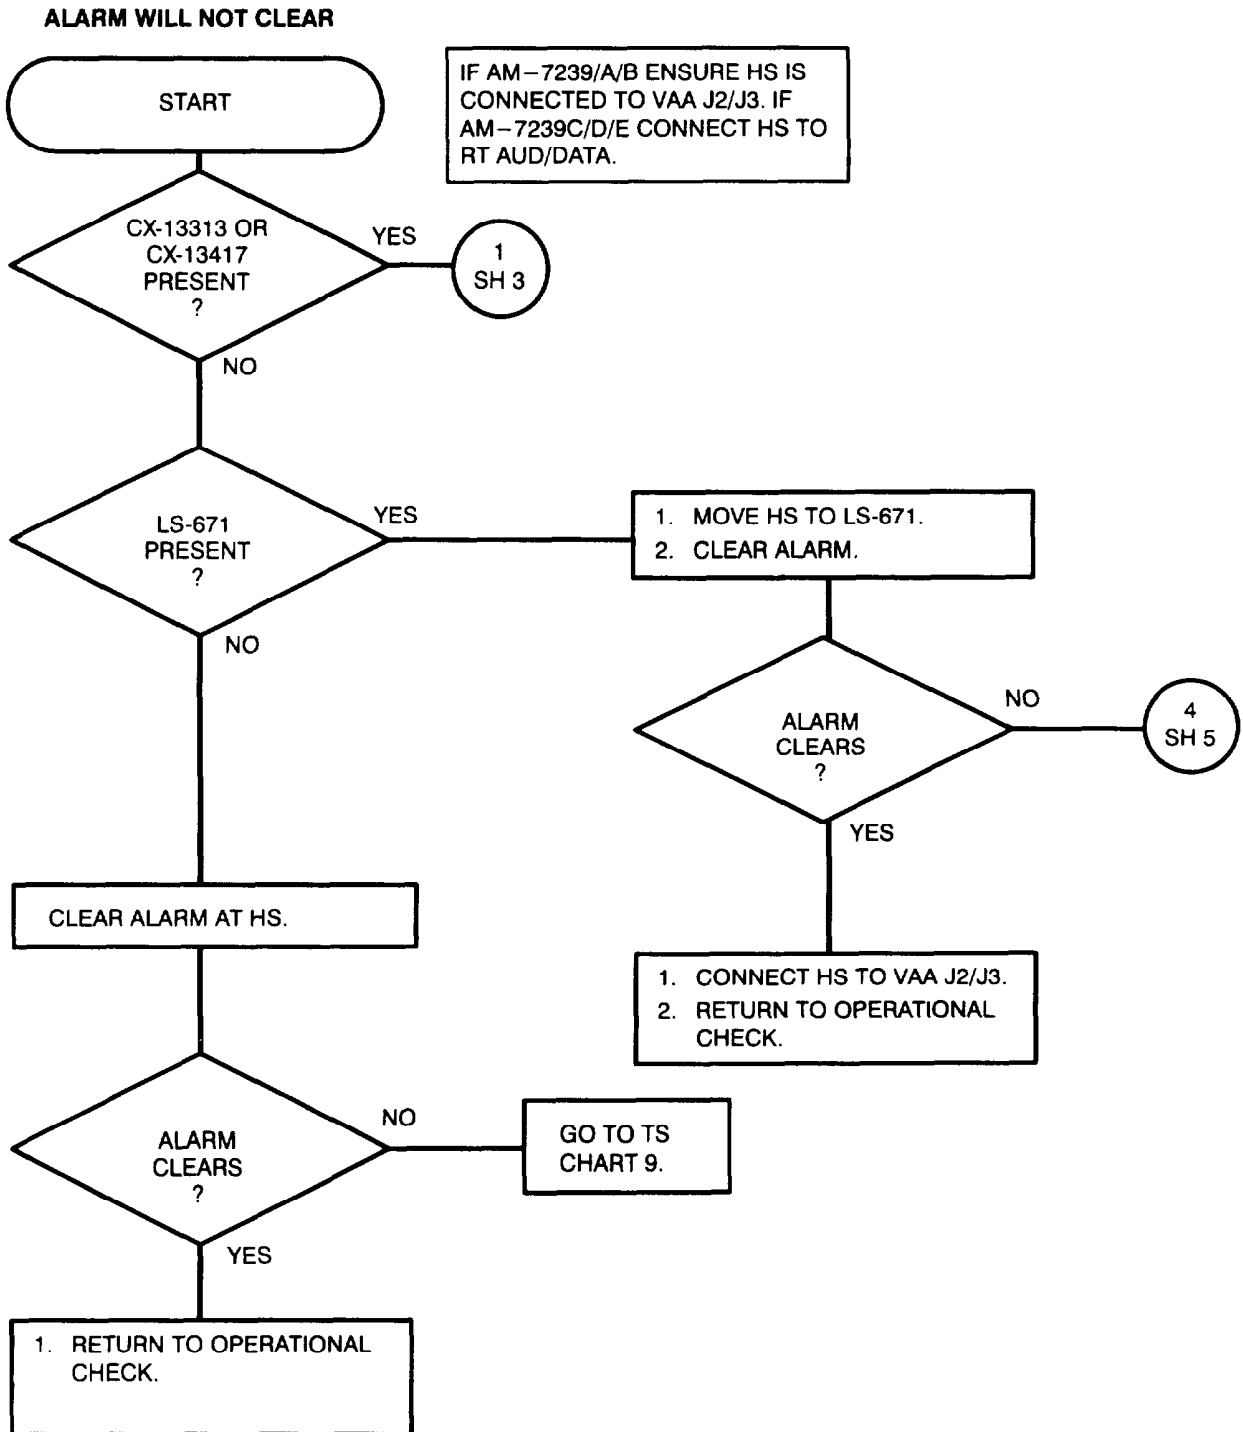 ALARM WILL NOT CLEAR
START
IF AM–7239/A/B ENSURE HS IS
CONNECTED TO VAA J2/J3. IF
AM–7239C/D/E CONNECT HS TO
RT AUD/DATA.
CX-13313 OR
CX-13417
PRESENT
?
YES
1
SH 3
NO
LS-671
PRESENT
?
YES
1. MOVE HS TO LS-671.
2. CLEAR ALARM.
NO
ALARM
CLEARS
?
NO
4
SH 5
YES
CLEAR ALARM AT HS.
1. CONNECT HS TO VAA J2/J3.
2. RETURN TO OPERATIONAL
CHECK.
ALARM
CLEARS
?
NO
GO TO TS
CHART 9.
YES
1. RETURN TO OPERATIONAL
CHECK.